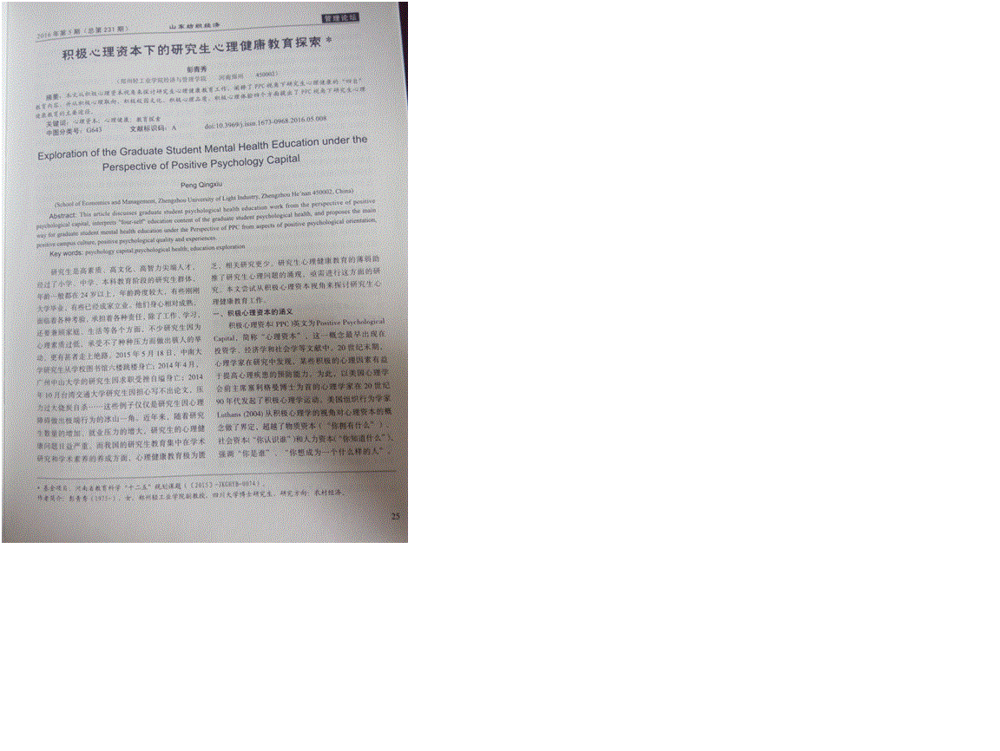 2016年第5期（总第231期）
山东纺织经济
管理论坛
积极心理资本下的研究生心理健康教育探索*
彭青秀
（郑州轻工业学院经济与管理学院 河南郑州 450002）
摘要：本文从积极心理资本视角来探讨研究生心理健康教育工作，阐释了PPC视角下研究生心理健康的“四自”
教育内容，并从积极心理取向、积极校园文化、积极心理品质、积极心理体验四个方面提出了PPC视角下研究生心理
健康教育的主要途径。
关键词：心理资本；心理健康；教育探索
中图分类号：G643 文献标识码：A doi:10.3969/j.issn.1673-0968.2016.05.008
Exploration of the Graduate Student Mental Health Education under the
Perspective of Positive Psychology Capital
Peng Qingxiu
(School of Economics and Management, Zhengzhou University of Light Industry, Zhengzhou He'nan 450002, China)
Abstract: This article discusses graduate student psychological health education work from the perspective of positive
psychological capital, interprets "four-self" education content of the graduate student psychological health, and proposes the main
way for graduate student mental health education under the Perspective of PPC from aspects of positive psychological orientation,
positive campus culture, positive psychological quality and experiences.
Key words: psychology capital;psychological health; education exploration
研究生是高素质、高文化、高智力尖端人才，
经过了小学、中学、本科教育阶段的研究生群体，
年龄一般都在24岁以上，年龄跨度较大，有些刚刚
大学毕业，有些已经成家立业。他们身心相对成熟，
面临着各种考验，承担着各种责任，除了工作、学习，
还要兼顾家庭、生活等各个方面，不少研究生因为
心理素质过低，承受不了种种压力而做出骇人的举
动，更有甚者走上绝路。2015年5月18日，中南大
学研究生从学校图书馆六楼跳楼身亡；2014年4月，
广州中山大学的研究生因求职受挫自缢身亡；2014
年10月台湾交通大学研究生因担心写不出论文，压
力过大烧炭自杀……这些例子仅仅是研究生因心理
障碍做出极端行为的冰山一角。近年来，随着研究
生数量的增加，就业压力的增大，研究生的心理健
康问题日益严重。而我国的研究生教育集中在学术
研究和学术素养的养成方面，心理健康教育极为匮
乏，相关研究更少。研究生心理健康教育的薄弱助
推了研究生心理问题的涌现，亟需进行这方面的研
究。本文尝试从积极心理资本视角来探讨研究生心
理健康教育工作。
一、积极心理资本的涵义
积极心理资本（PPC）英文为Positive Psychological
Capital，简称“心理资本”，这一概念最早出现在
投资学、经济学和社会学等文献中。20世纪末期，
心理学家在研究中发现，某些积极的心理因素有益
于提高心理疾患的预防能力。为此，以美国心理学
会前主席塞利格曼博士为首的心理学家在20世纪
90年代发起了积极心理学运动。美国组织行为学家
Luthans (2004)从积极心理学的视角对心理资本的概
念做了界定，超越了物质资本（“你拥有什么”）、
社会资本（“你认识谁”）和人力资本（“你知道什么”），
强调“你是谁”、“你想成为一个什么样的人”，
* 基金项目：河南省教育科学“十二五”规划课题（
作者简介：彭青秀（1975-），女，郑州轻工业学院副教授，四川大学博士研究生，研究方向：农村经济。
25